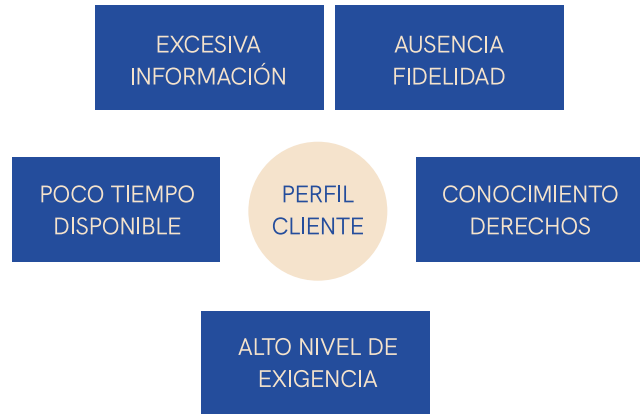 EXCESIVA
INFORMACIÓN
AUSENCIA
FIDELIDAD
POCO TIEMPO
DISPONIBLE
PERFIL
CLIENTE
CONOCIMIENTO
DERECHOS
ALTO NIVEL DE
EXIGENCIA